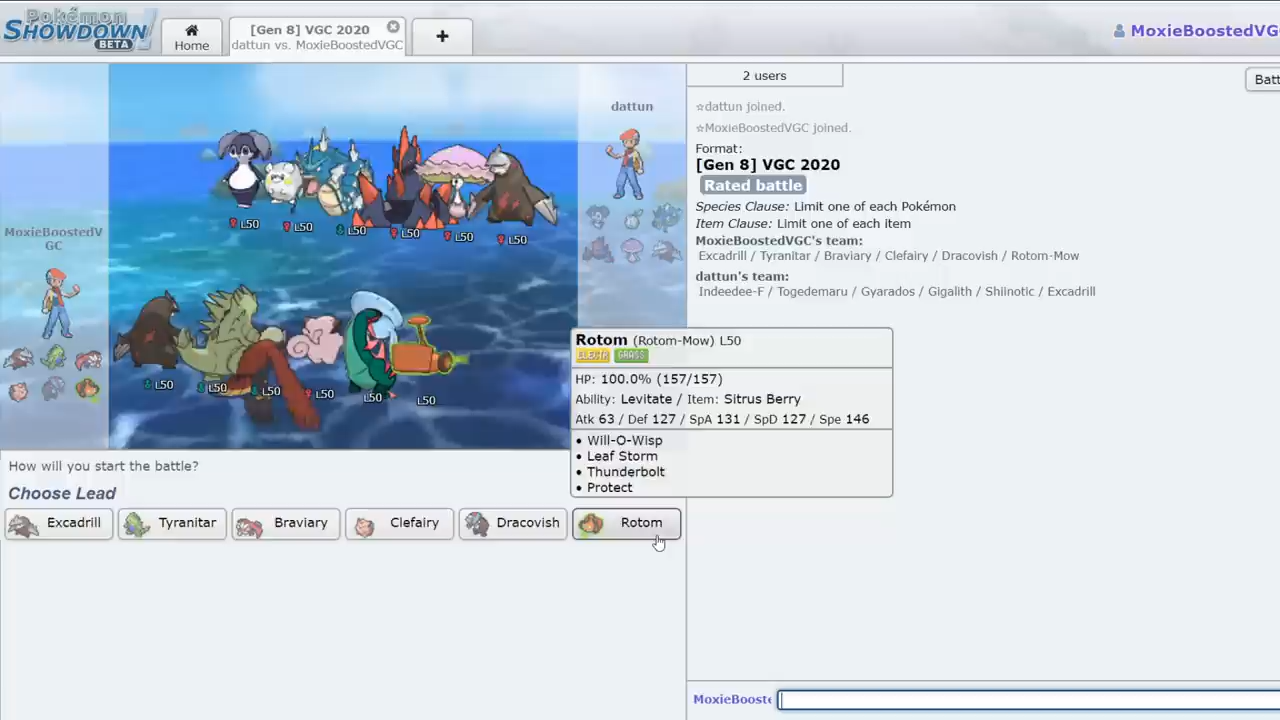 Pokémon
SHOWDOWN
BETA
Home
[Gen 8] VGC 2020
dattun vs. MoxieBoostedVGC
+
MoxieBoostedVG
2 users
Batt
dattun
MoxieBoostedV
GC
L50
L50
L50
L50
L50
L50
L50
L50
L50
L50
L50
L50
☆dattun joined.
☆MoxieBoostedVGC joined.
Format:
[Gen 8] VGC 2020
Rated battle
Species Clause: Limit one of each Pokémon
Item Clause: Limit one of each item
MoxieBoostedVGC's team:
Excadrill / Tyranitar / Braviary / Clefairy / Dracovish / Rotom-Mow
dattun's team:
Indeedee-F / Togedemaru / Gyarados / Gigalith / Shiinotic / Excadrill
Rotom (Rotom-Mow) L50
ELECTR GRASS
HP: 100.0% (157/157)
Ability: Levitate / Item: Sitrus Berry
Atk 63 / Def 127 / SpA 131 / SpD 127 / Spe 146
• Will-O-Wisp
• Leaf Storm
• Thunderbolt
• Protect
How will you start the battle?
Choose Lead
Excadrill Tyranitar Braviary Clefairy Dracovish Rotom
MoxieBooste